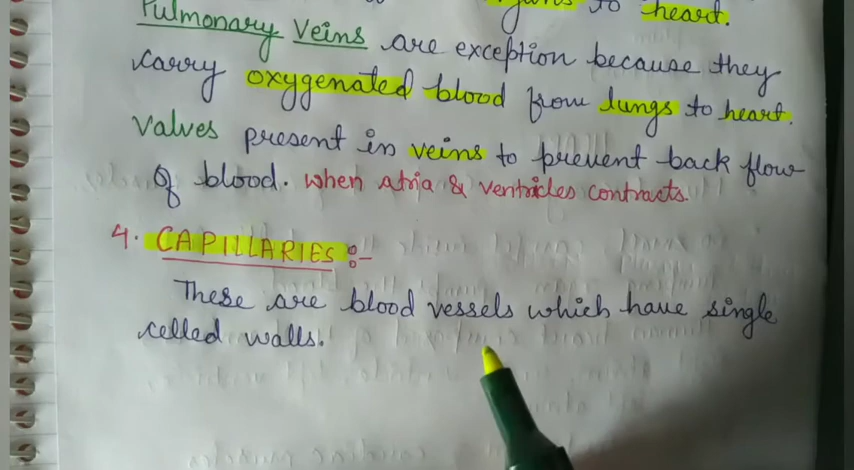 to heart.
Pulmonary Veins are exception because they
carry oxygenated blood from lungs to heart.
Valves present in veins to prevent back flow
of blood. when atria & ventricles contracts.
4. CAPILLARIES :-
These are blood vessels which have single
celled walls.